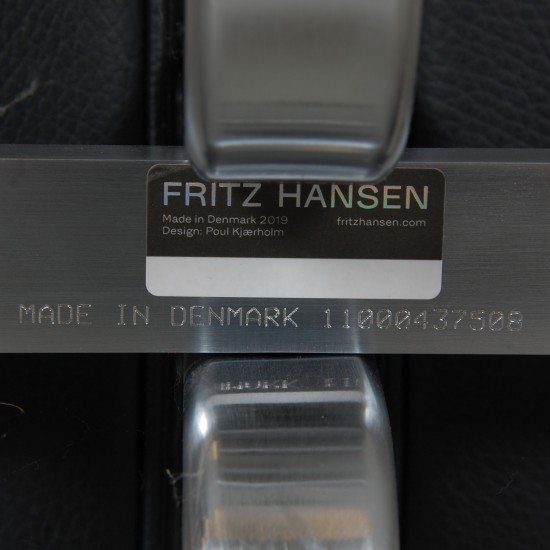 FRITZ HANSEN
Made in Denmark 2019 fritzhansen.com
Design: Poul Kjærholm
MADE IN DENMARK 11000437508